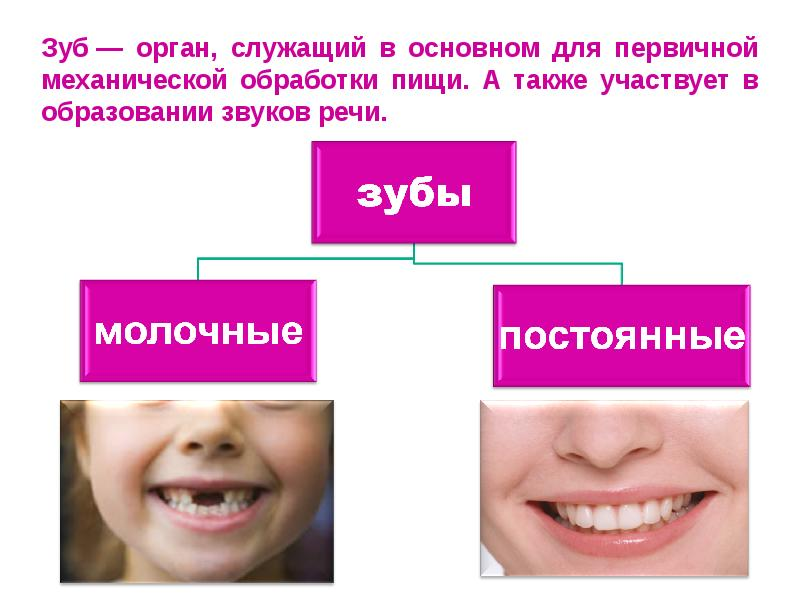 Зуб — орган, служащий в основном для первичной
механической обработки пищи. А также участвует в
образовании звуков речи.
зубы
молочные
постоянные